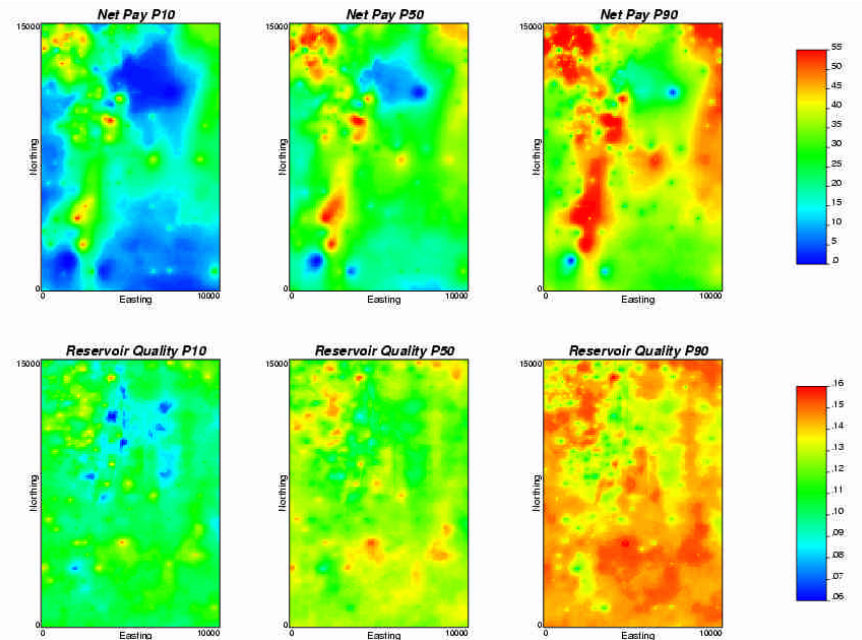 Net Pay P10
Net Pay P50
Net Pay P90
15000
Northing
0
0
Easting
10000
15000
Northing
0
0
Easting
10000
15000
Northing
0
0
Easting
10000
55
50
45
40
35
30
25
20
15
10
5
.0
Reservoir Quality P10
Reservoir Quality P50
Reservoir Quality P90
15000
Northing
0
0
Easting
10000
15000
Northing
0
0
Easting
10000
15000
Northing
0
0
Easting
10000
.16
.15
.14
.13
.12
.11
.10
.09
.08
.07
.06